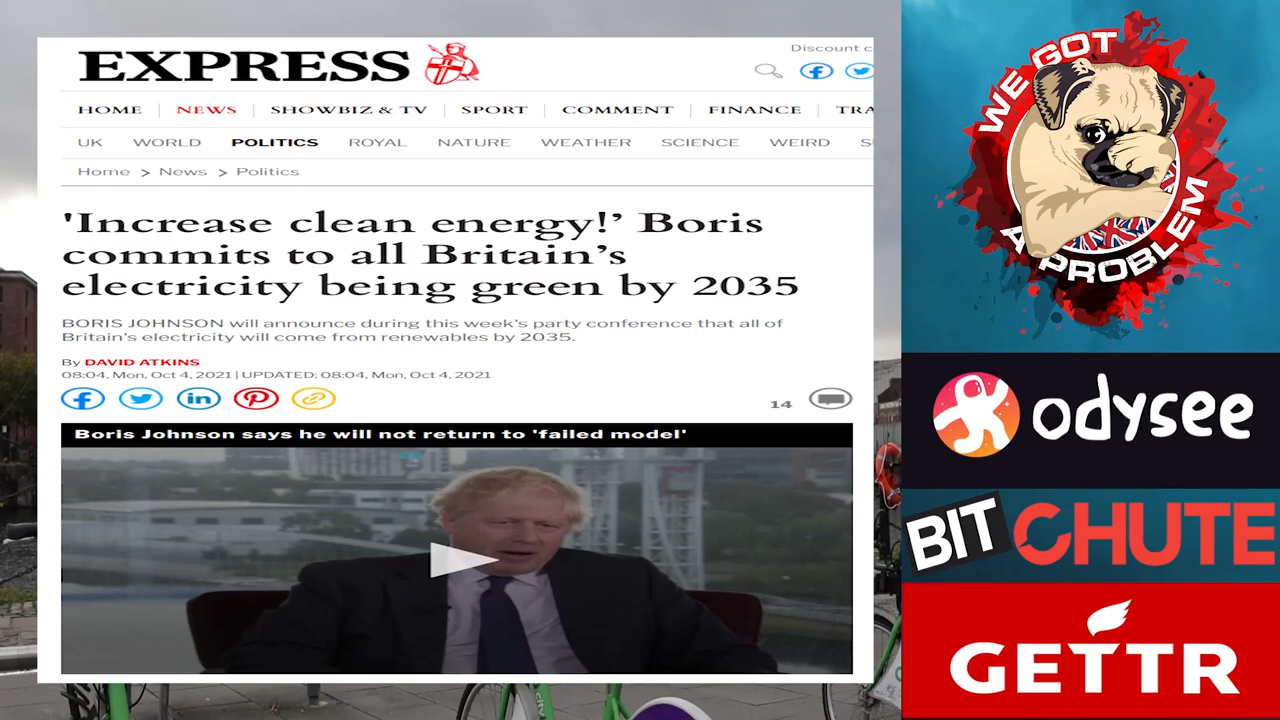 EXPRESS
Discount c
HOME NEWS SHOWBIZ & TV SPORT COMMENT FINANCE TRA
UK WORLD POLITICS ROYAL NATURE WEATHER SCIENCE WEIRD S
Home > News > Politics
'Increase clean energy!’ Boris
commits to all Britain’s
electricity being green by 2035
BORIS JOHNSON will announce during this week’s party conference that all of
Britain’s electricity will come from renewables by 2035.
By DAVID ATKINS
08:04, Mon, Oct 4, 2021 | UPDATED: 08:04, Mon, Oct 4, 2021
14
Boris Johnson says he will not return to 'failed model'
WE GOT
A PROBLEM
odysee
BITCHUTE
GETTR